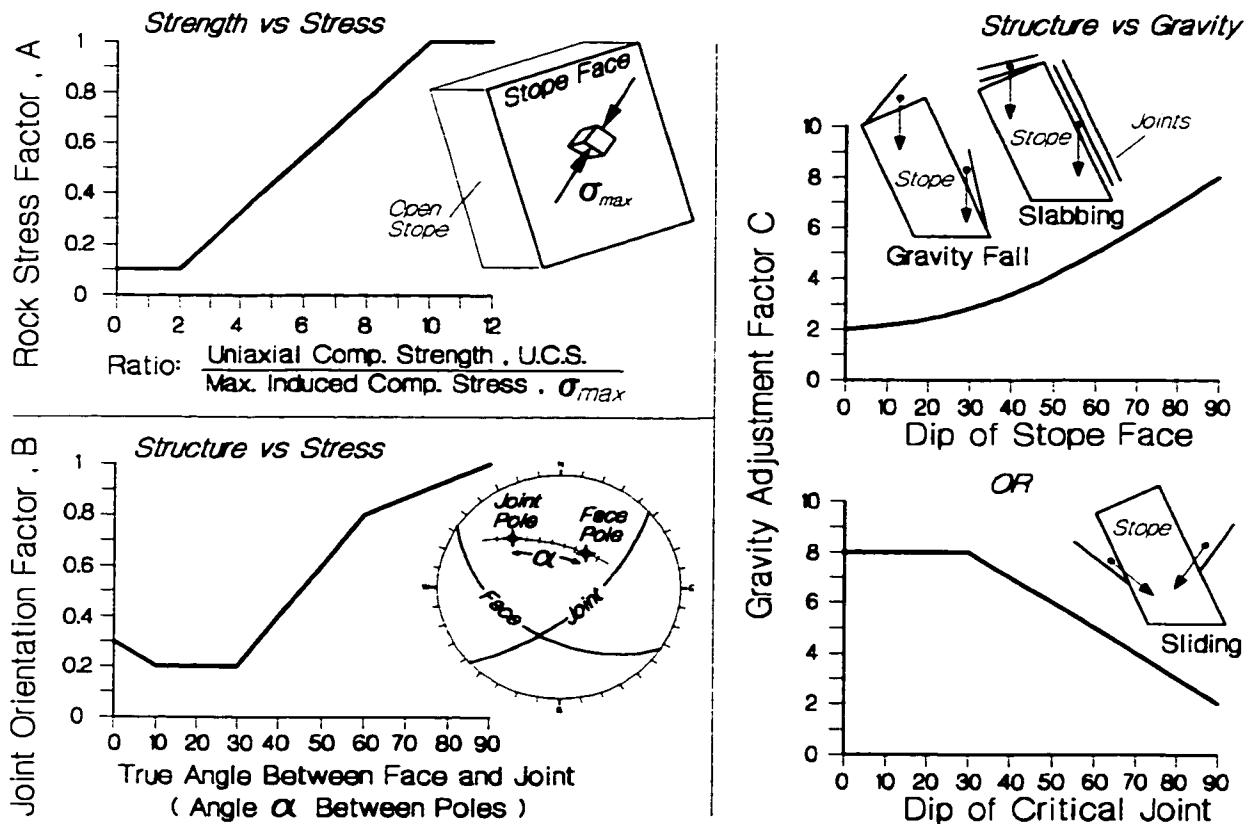 Strength vs Stress
Rock Stress Factor , A
1
0.8
0.6
0.4
0.2
0
0 2 4 6 8 10 12
Stope Face
σmax
Open
Stope
Ratio: Uniaxial Comp. Strength . U.C.S.
Max. Induced Comp. Stress . σmax
Structure vs Stress
Joint Orientation Factor , B
1
0.8
0.6
0.4
0.2
0
0 10 20 30 40 50 60 70 80 90
Joint
Pole
Face
Pole
α
Face
Joint
True Angle Between Face and Joint
( Angle α Between Poles )
Structure vs Gravity
Gravity Adjustment Factor C
10
8
6
4
2
0
0 10 20 30 40 50 60 70 80 90
Stope
Stope
Joints
Slabbing
Gravity Fall
Dip of Stope Face
OR
10
8
6
4
2
0
0 10 20 30 40 50 60 70 80 90
Stope
Sliding
Dip of Critical Joint